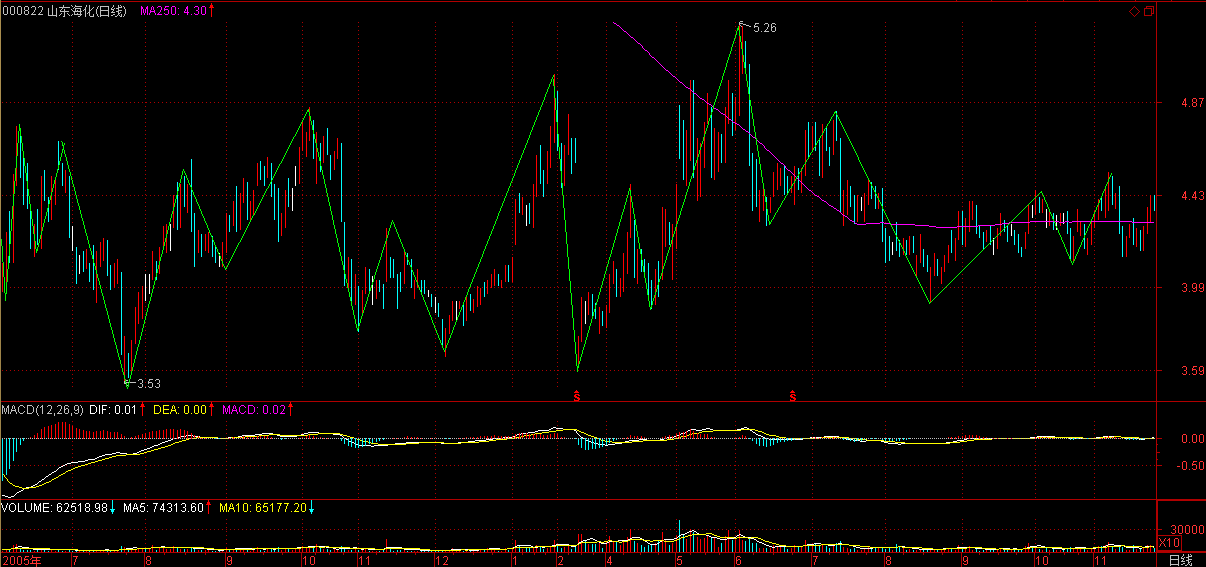 000822 山东海化(日线) MA250: 4.30↑
5.26
4.87
4.43
3.99
3.59
3.53
S S
MACD(12,26,9) DIF: 0.01↑ DEA: 0.00↑ MACD: 0.02↑
0.00
-0.50
VOLUME: 62518.98↓ MA5: 74313.60↑ MA10: 65177.20↓
30000
X10
2005年 7 8 9 10 11 12 1 2 4 5 6 7 8 9 10 11 日线